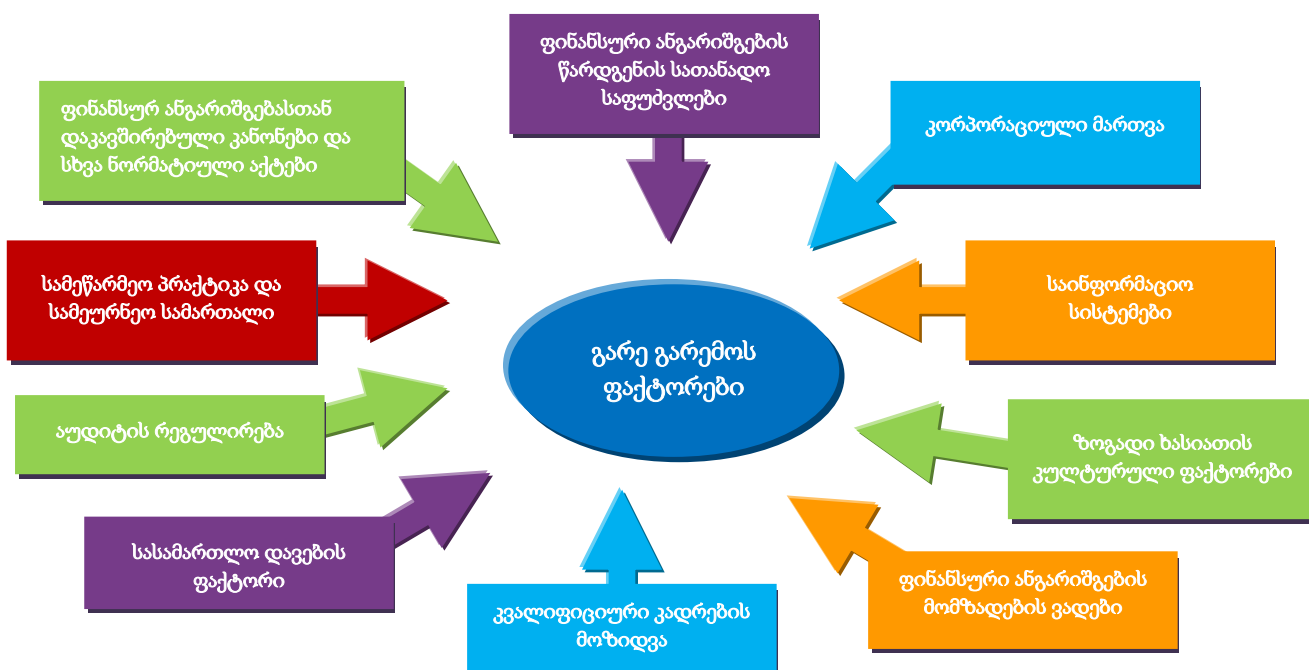 ფინანსური ანგარიშგების
წარდგენის სათანადო
საფუძვლები
ფინანსურ ანგარიშგებასთან
დაკავშირებული კანონები და
სხვა ნორმატიული აქტები
კორპორაციული მართვა
სამეწარმეო პრაქტიკა და
სამეურნეო სამართალი
საინფორმაციო
სისტემები
გარე გარემოს
ფაქტორები
აუდიტის რეგულირება
ზოგადი ხასიათის
კულტურული ფაქტორები
სასამართლო დავების
ფაქტორი
ფინანსური ანგარიშგების
მომზადების ვადები
კვალიფიციური კადრების
მოზიდვა